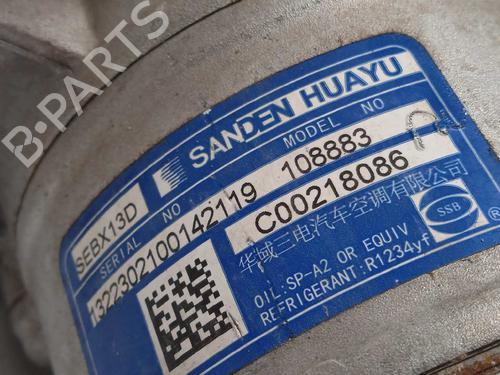 B-PARTS
SANDEN HUAYU
SEBX13D
SERIAL NO
MODEL NO
1322302100142119 108883
C00218086
华域三电汽车空调有限公司
OIL:SP-A2 OR EQUIV
REFRIGERANT:R1234yf
SSB